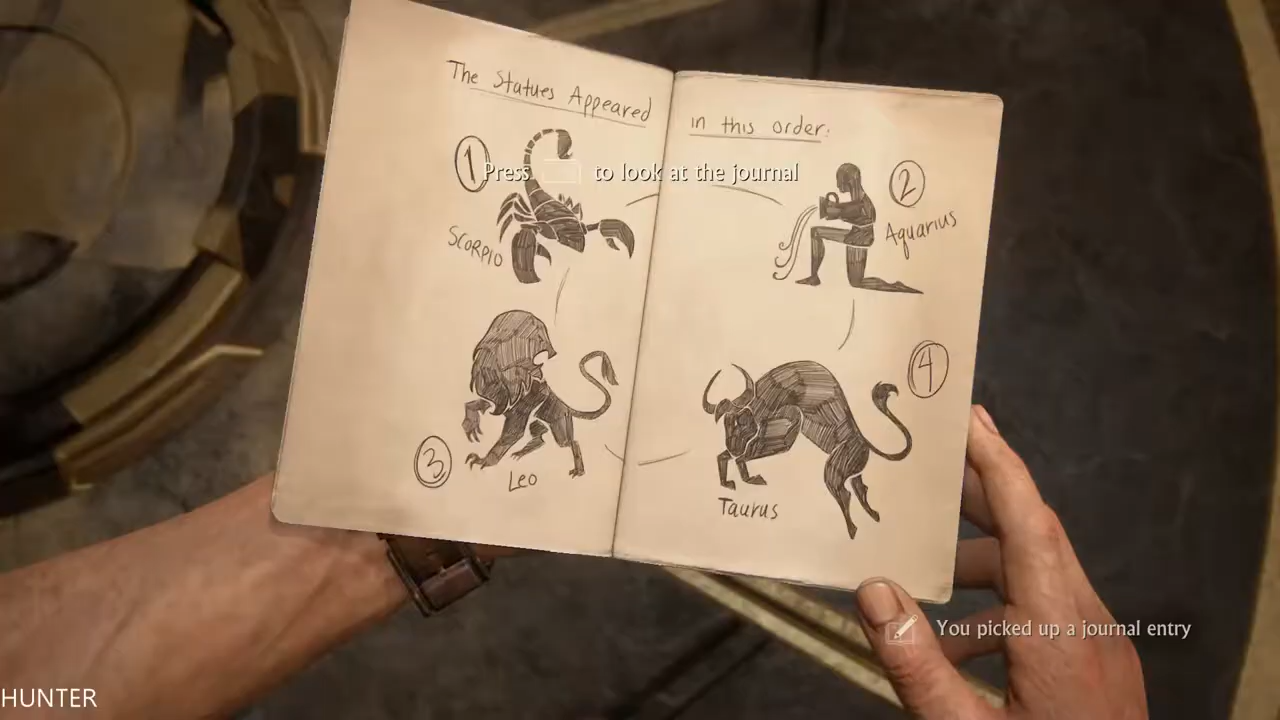 The Statues Appeared
in this order:
1
Press to look at the journal
2
SCORPIO
Aquarius
3
Leo
4
Taurus
You picked up a journal entry
HUNTER